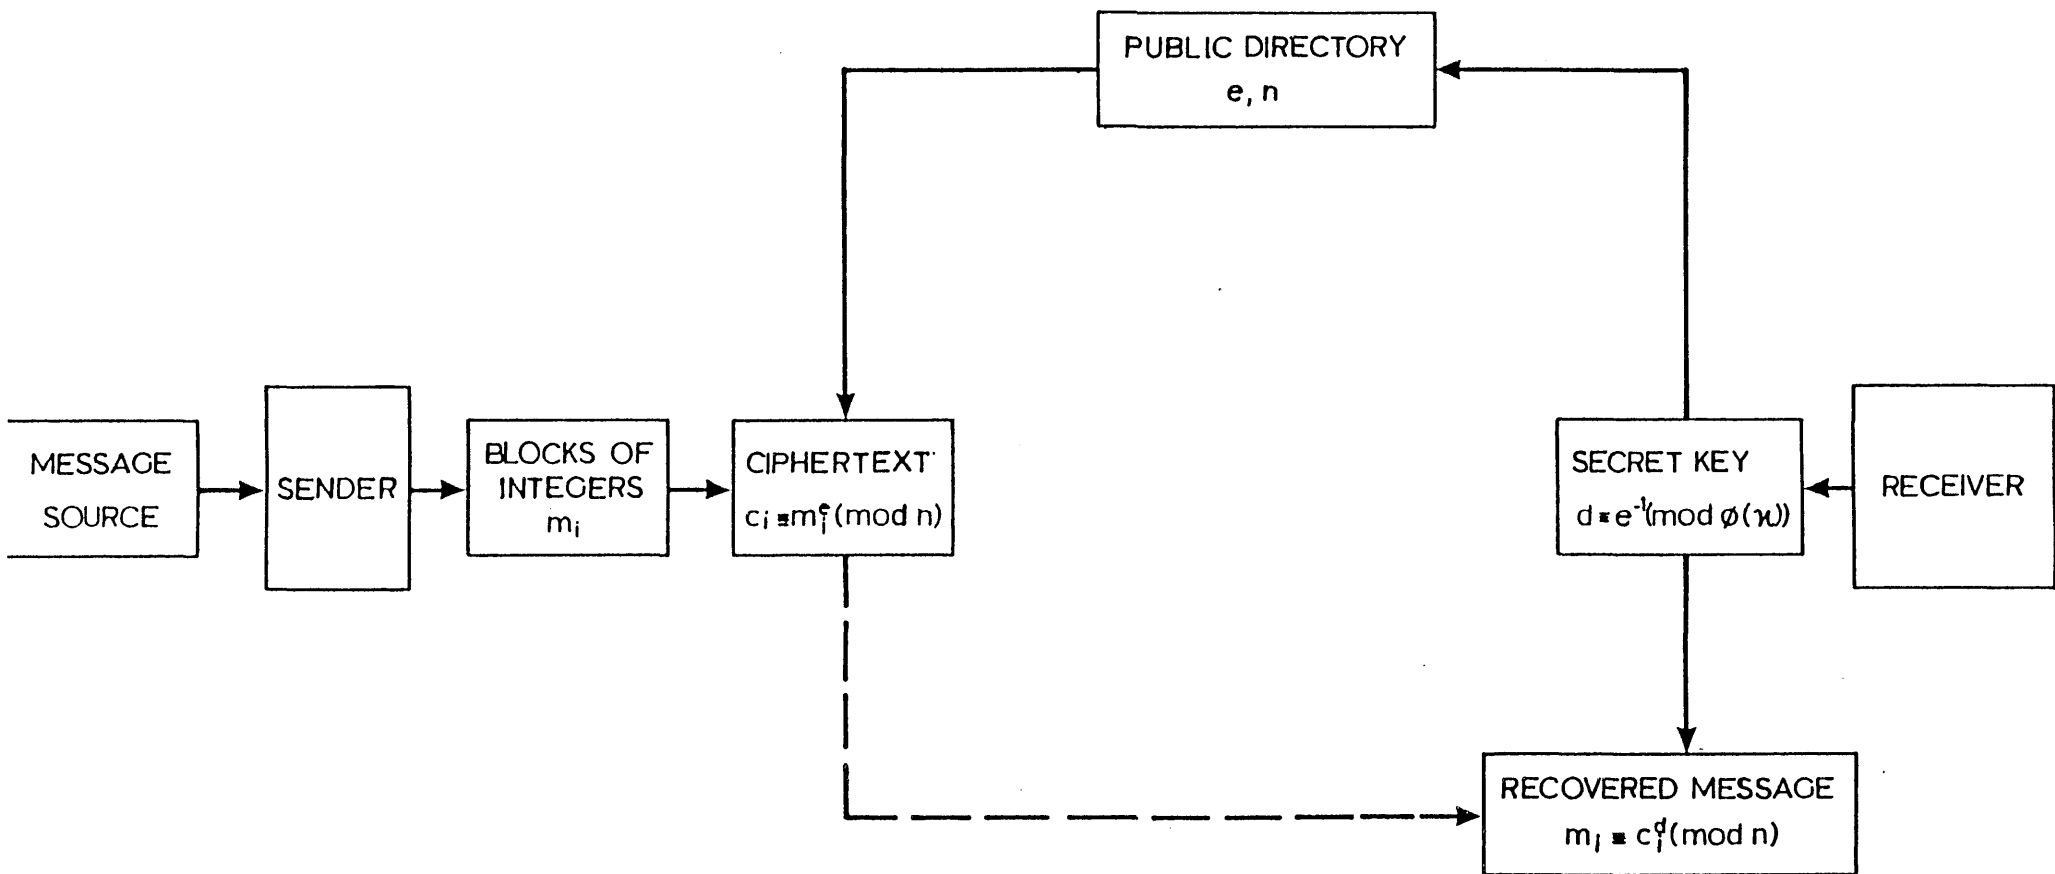 PUBLIC DIRECTORY
e, n
MESSAGE
SOURCE
SENDER
BLOCKS OF
INTEGERS
mᵢ
CIPHERTEXT
cᵢ ≡ mᵢᵉ (mod n)
SECRET KEY
d ≡ e⁻¹(mod φ(n))
RECEIVER
RECOVERED MESSAGE
mᵢ ≡ cᵢᵈ (mod n)